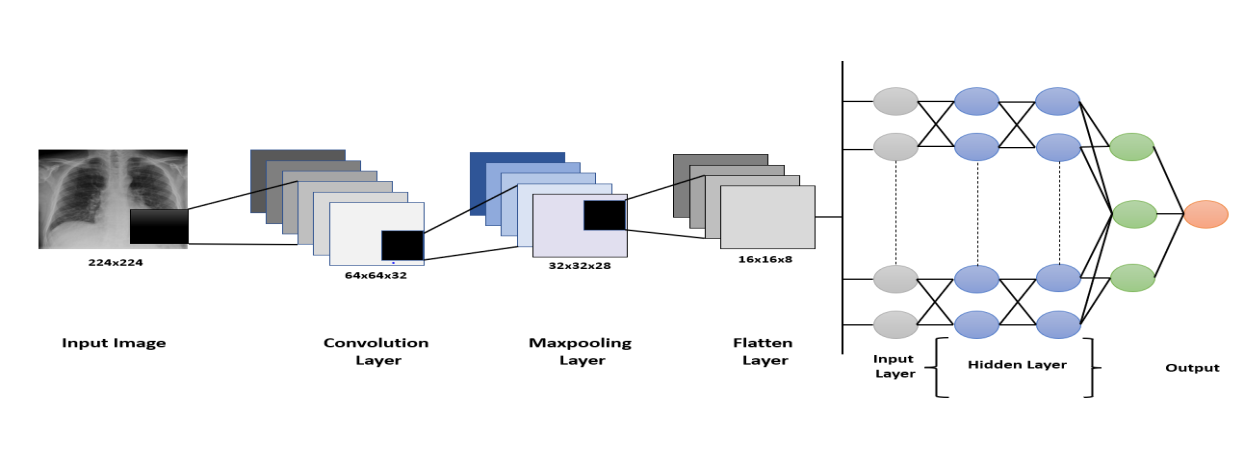 224x224
64x64x32
32x32x28
16x16x8
Input Image
Convolution
Layer
Maxpooling
Layer
Flatten
Layer
Input
Layer
Hidden Layer
Output